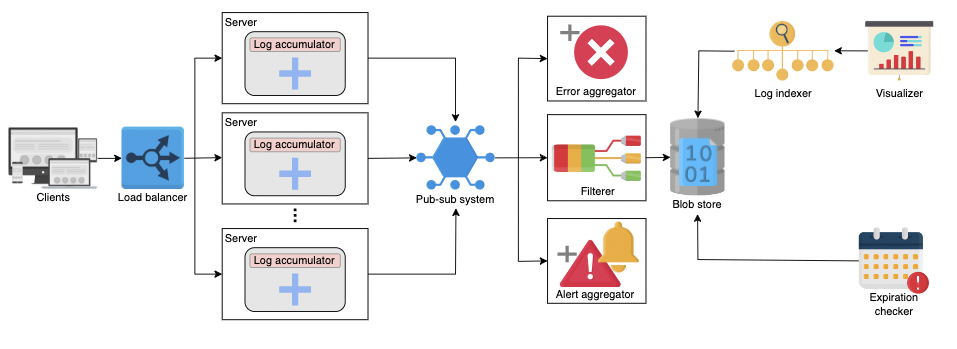 Server
Log accumulator
Server
Log accumulator
Server
Log accumulator
Clients
Load balancer
Pub-sub system
Error aggregator
Filterer
Alert aggregator
10
01
Blob store
Log indexer
Visualizer
Expiration
checker